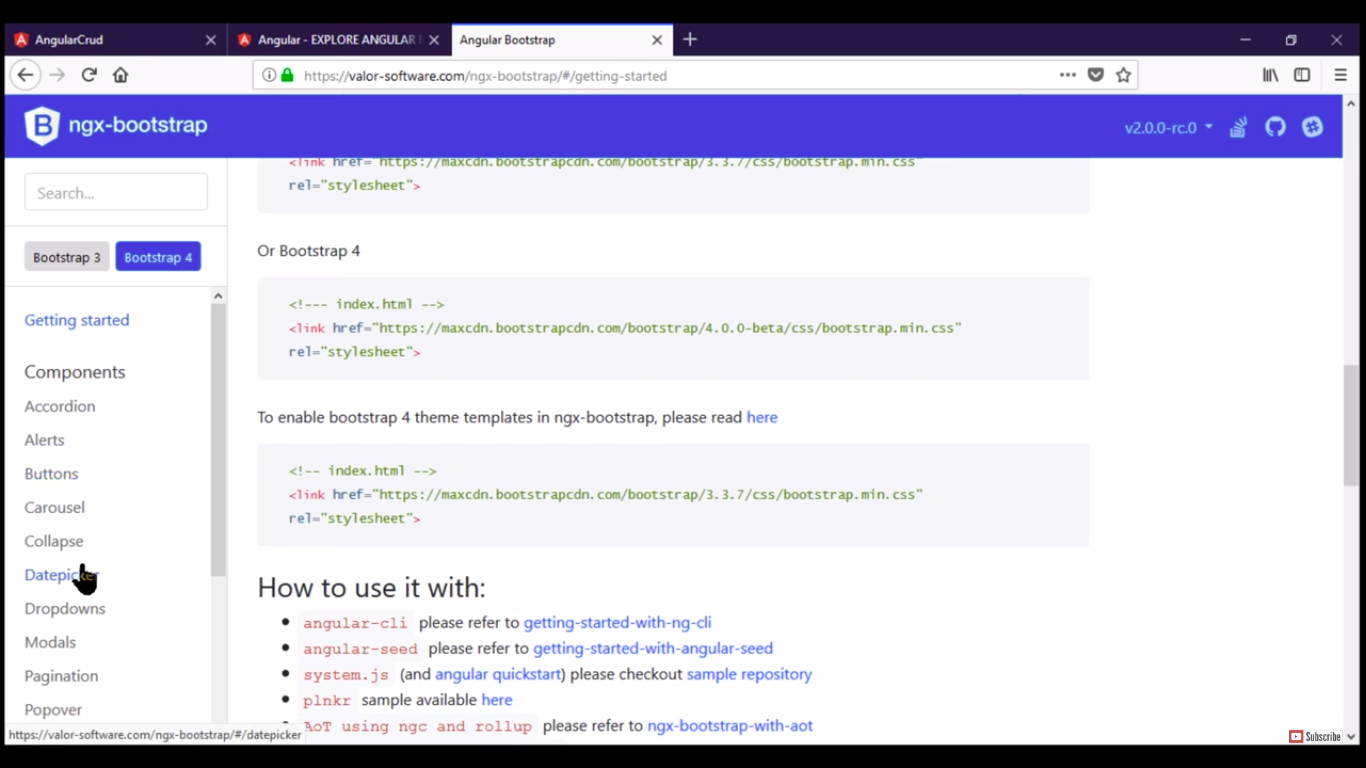 AngularCrud
Angular - EXPLORE ANGULAR
Angular Bootstrap
https://valor-software.com/ngx-bootstrap/#/getting-started
B ngx-bootstrap
v2.0.0-rc.0
Search...
Bootstrap 3
Bootstrap 4
Getting started
Components
Accordion
Alerts
Buttons
Carousel
Collapse
Datepicker
Dropdowns
Modals
Pagination
Popover
<link href="https://maxcdn.bootstrapcdn.com/bootstrap/3.3.7/css/bootstrap.min.css"
rel="stylesheet">
Or Bootstrap 4
<!--- index.html -->
<link href="https://maxcdn.bootstrapcdn.com/bootstrap/4.0.0-beta/css/bootstrap.min.css"
rel="stylesheet">
To enable bootstrap 4 theme templates in ngx-bootstrap, please read here
<!-- index.html -->
<link href="https://maxcdn.bootstrapcdn.com/bootstrap/3.3.7/css/bootstrap.min.css"
rel="stylesheet">
How to use it with:
angular-cli please refer to getting-started-with-ng-cli
angular-seed please refer to getting-started-with-angular-seed
system.js (and angular quickstart) please checkout sample repository
plnkr sample available here
AoT using ngc and rollup please refer to ngx-bootstrap-with-aot
https://valor-software.com/ngx-bootstrap/#/datepicker
Subscribe